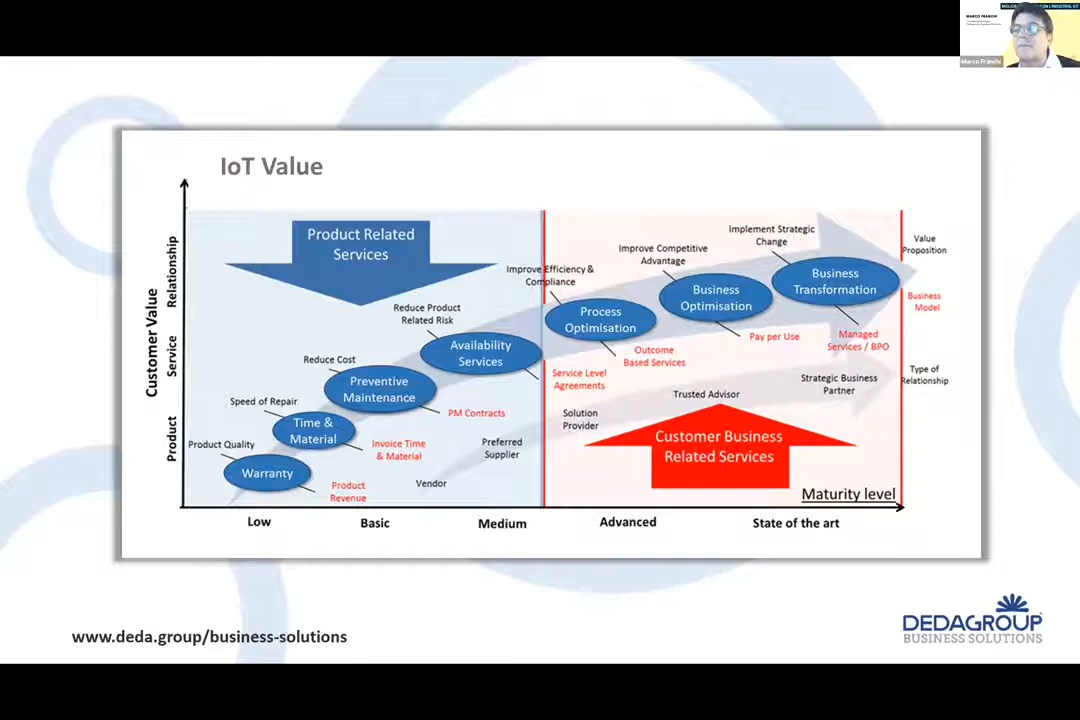 MARCO FRANCHI
Marco Franchi
IoT Value
Product Related
Services
Customer Value
Relationship
Service
Product
Implement Strategic
Change
Improve Competitive
Advantage
Improve Efficiency &
Compliance
Reduce Product
Related Risk
Reduce Cost
Speed of Repair
Product Quality
Value
Proposition
Business
Transformation
Business
Optimisation
Process
Optimisation
Availability
Services
Preventive
Maintenance
Time &
Material
Warranty
Business
Model
Managed
Services / BPO
Pay per Use
Outcome
Based Services
Service Level
Agreements
PM Contracts
Invoice Time
& Material
Product
Revenue
Type of
Relationship
Strategic Business
Partner
Trusted Advisor
Solution
Provider
Preferred
Supplier
Vendor
Customer Business
Related Services
Maturity level
Low
Basic
Medium
Advanced
State of the art
www.deda.group/business-solutions
DEDAGROUP
BUSINESS SOLUTIONS